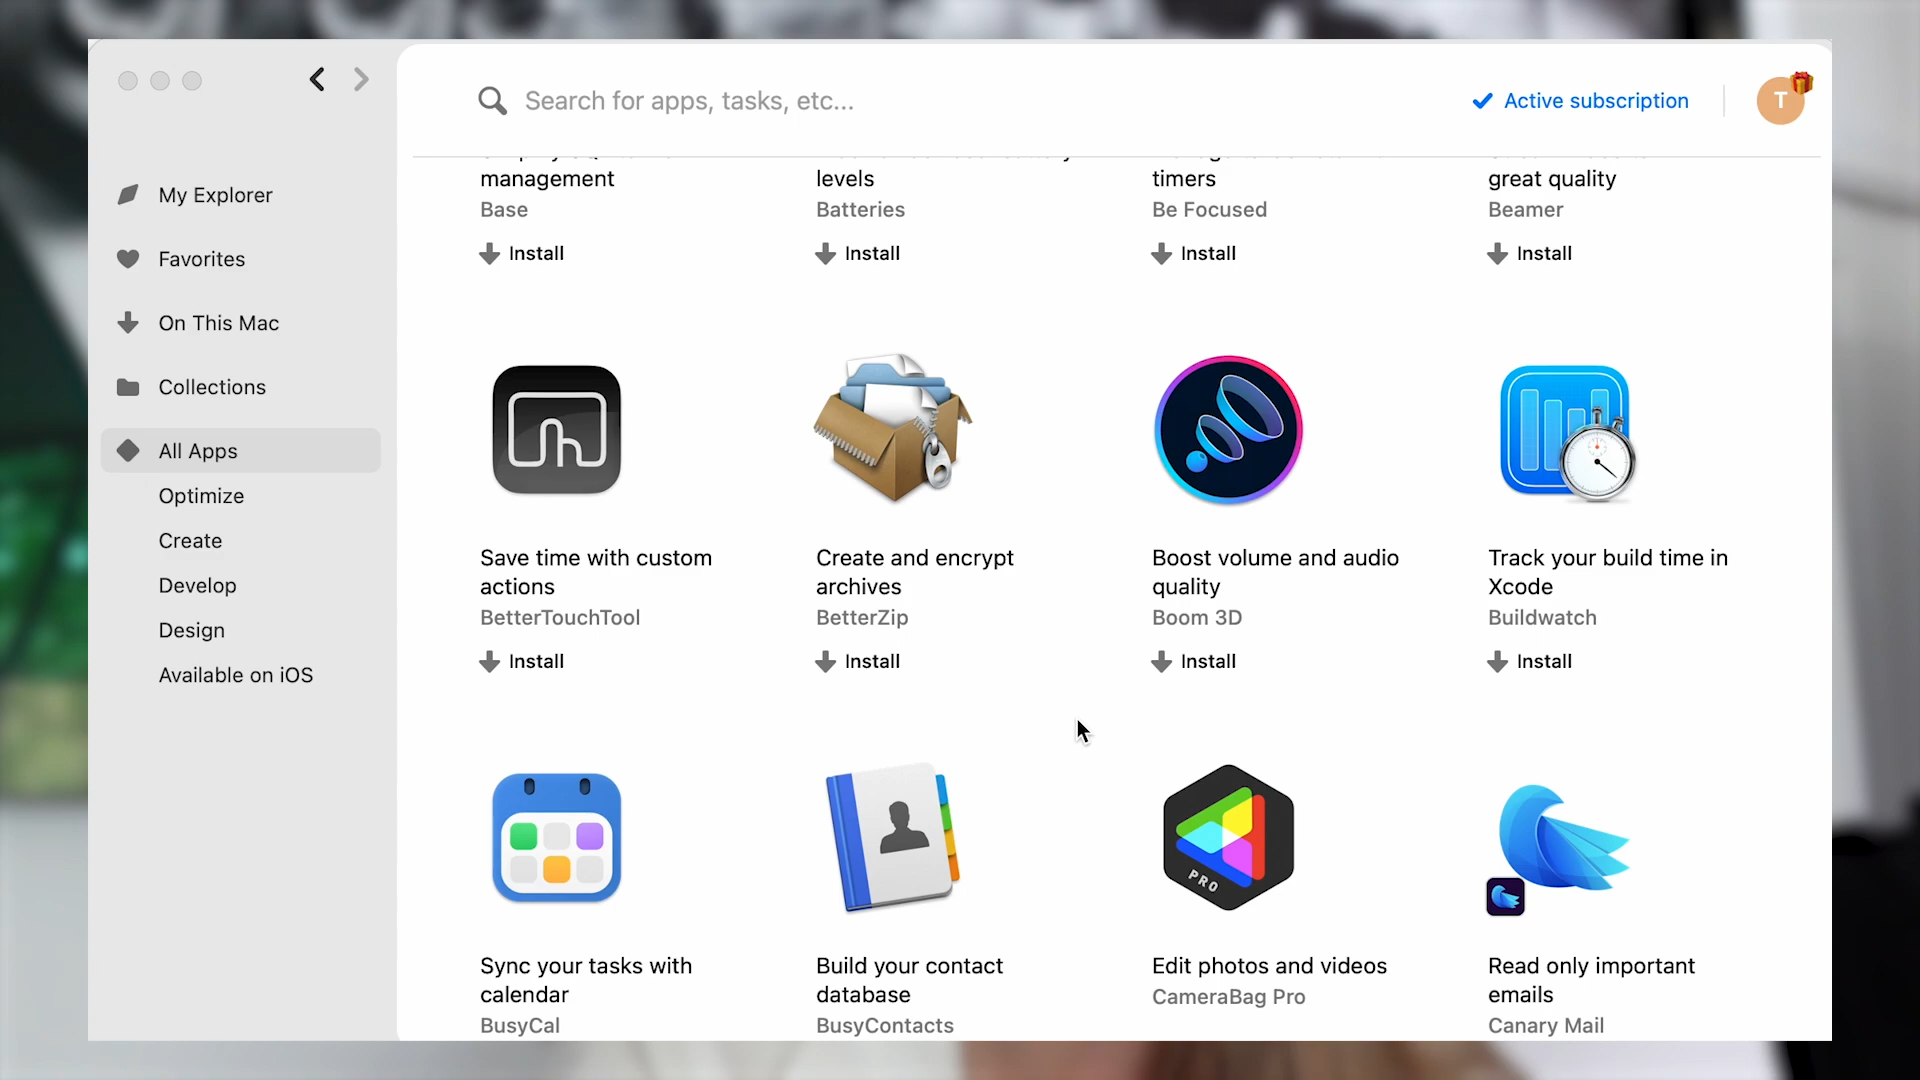 Search for apps, tasks, etc...
Active subscription
T
My Explorer
Favorites
On This Mac
Collections
All Apps
Optimize
Create
Develop
Design
Available on iOS
management
Base
Install
levels
Batteries
Install
timers
Be Focused
Install
great quality
Beamer
Install
Save time with custom
actions
BetterTouchTool
Install
Create and encrypt
archives
BetterZip
Install
Boost volume and audio
quality
Boom 3D
Install
Track your build time in
Xcode
Buildwatch
Install
Sync your tasks with
calendar
BusyCal
Build your contact
database
BusyContacts
PRO
Edit photos and videos
CameraBag Pro
Read only important
emails
Canary Mail